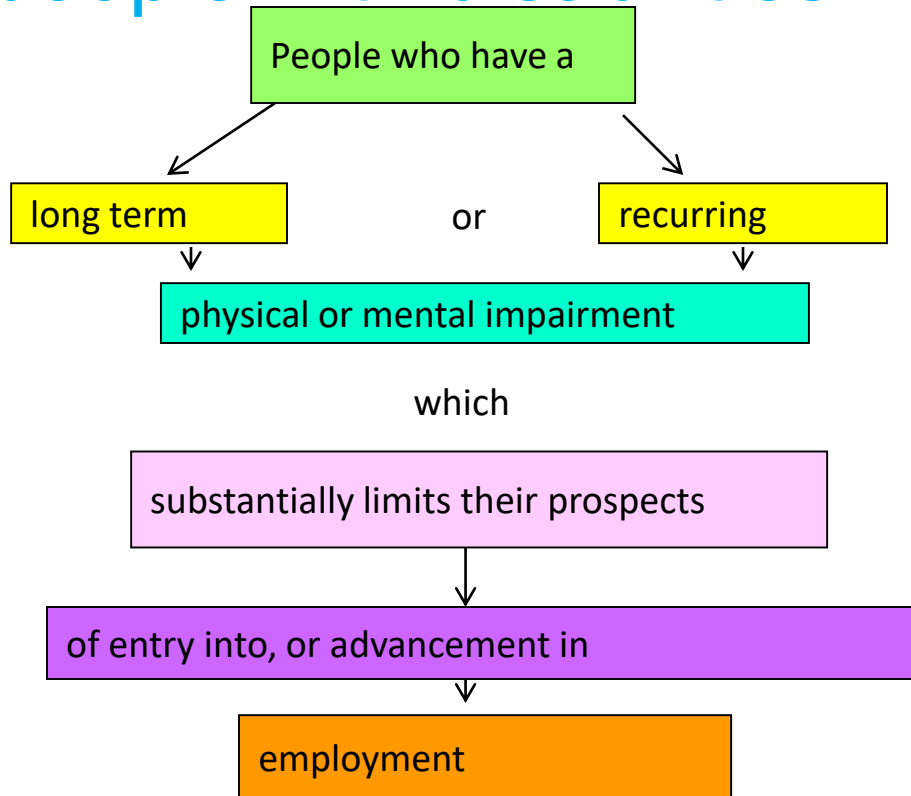 People who have a
long term or recurring
physical or mental impairment
which
substantially limits their prospects
of entry into, or advancement in
employment